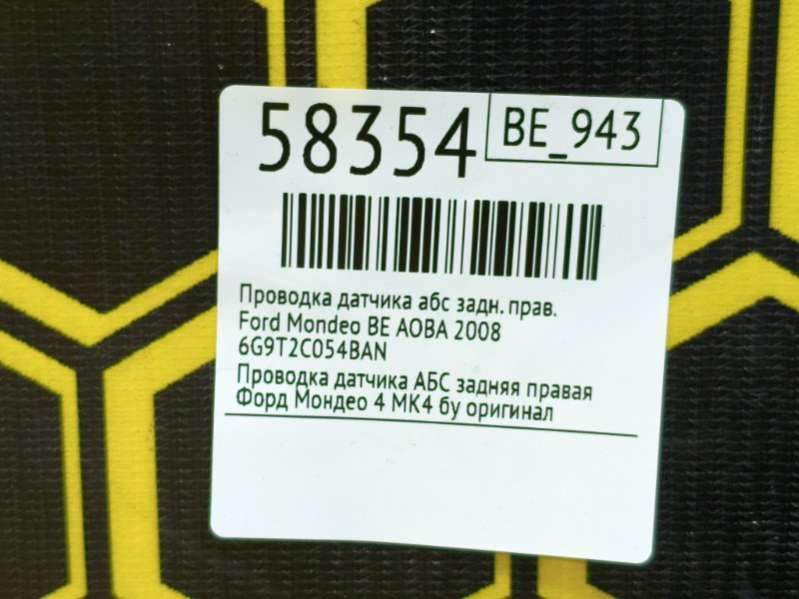 58354
BE_943
Проводка датчика абс задн. прав.
Ford Mondeo BE AOBA 2008
6G9T2C054BAN
Проводка датчика АБС задняя правая
Форд Мондео 4 МК4 бу оригинал